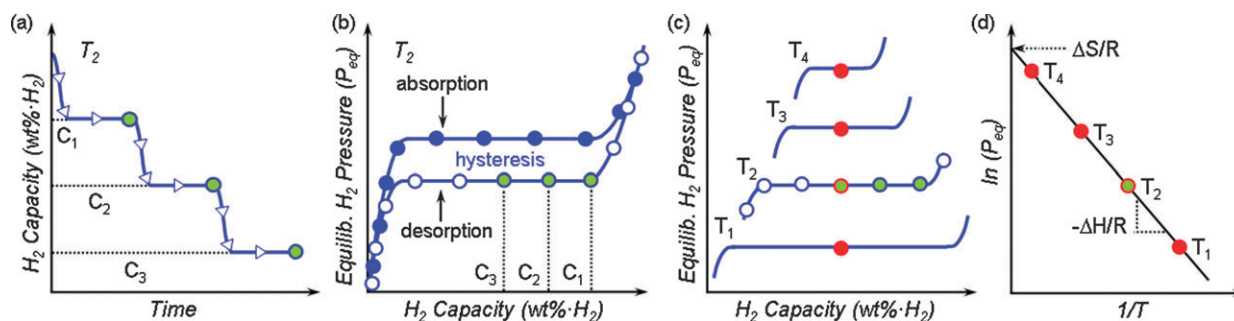 (a)
T₂
H₂ Capacity (wt%·H₂)
C₁
C₂
C₃
Time
(b)
T₂
Equilib. H₂ Pressure (Pₑq)
absorption
hysteresis
desorption
C₃
C₂
C₁
H₂ Capacity (wt%·H₂)
(c)
Equilib. H₂ Pressure (Pₑq)
T₄
T₃
T₂
T₁
H₂ Capacity (wt%·H₂)
(d)
ln (Pₑq)
ΔS/R
T₄
T₃
T₂
-ΔH/R
T₁
1/T